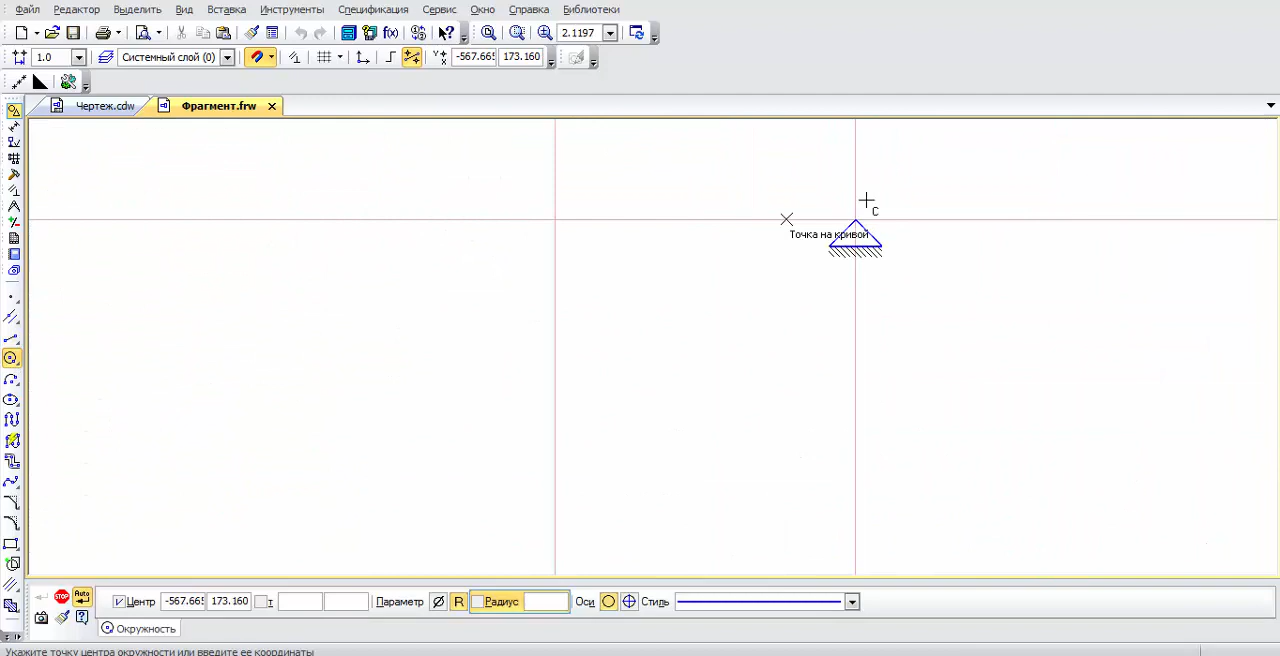 Файл Редактор Выделить Вид Вставка Инструменты Спецификация Сервис Окно Справка Библиотеки
f(x) 2.1197
1.0 Системный слой (0) -567.665 173.160
Чертеж.cdw Фрагмент.frw
C
Точка на кривой
STOP Auto Центр -567.665 173.160 т Параметр R Радиус Оси Стиль
Окружность
Укажите точку центра окружности или введите ее координаты